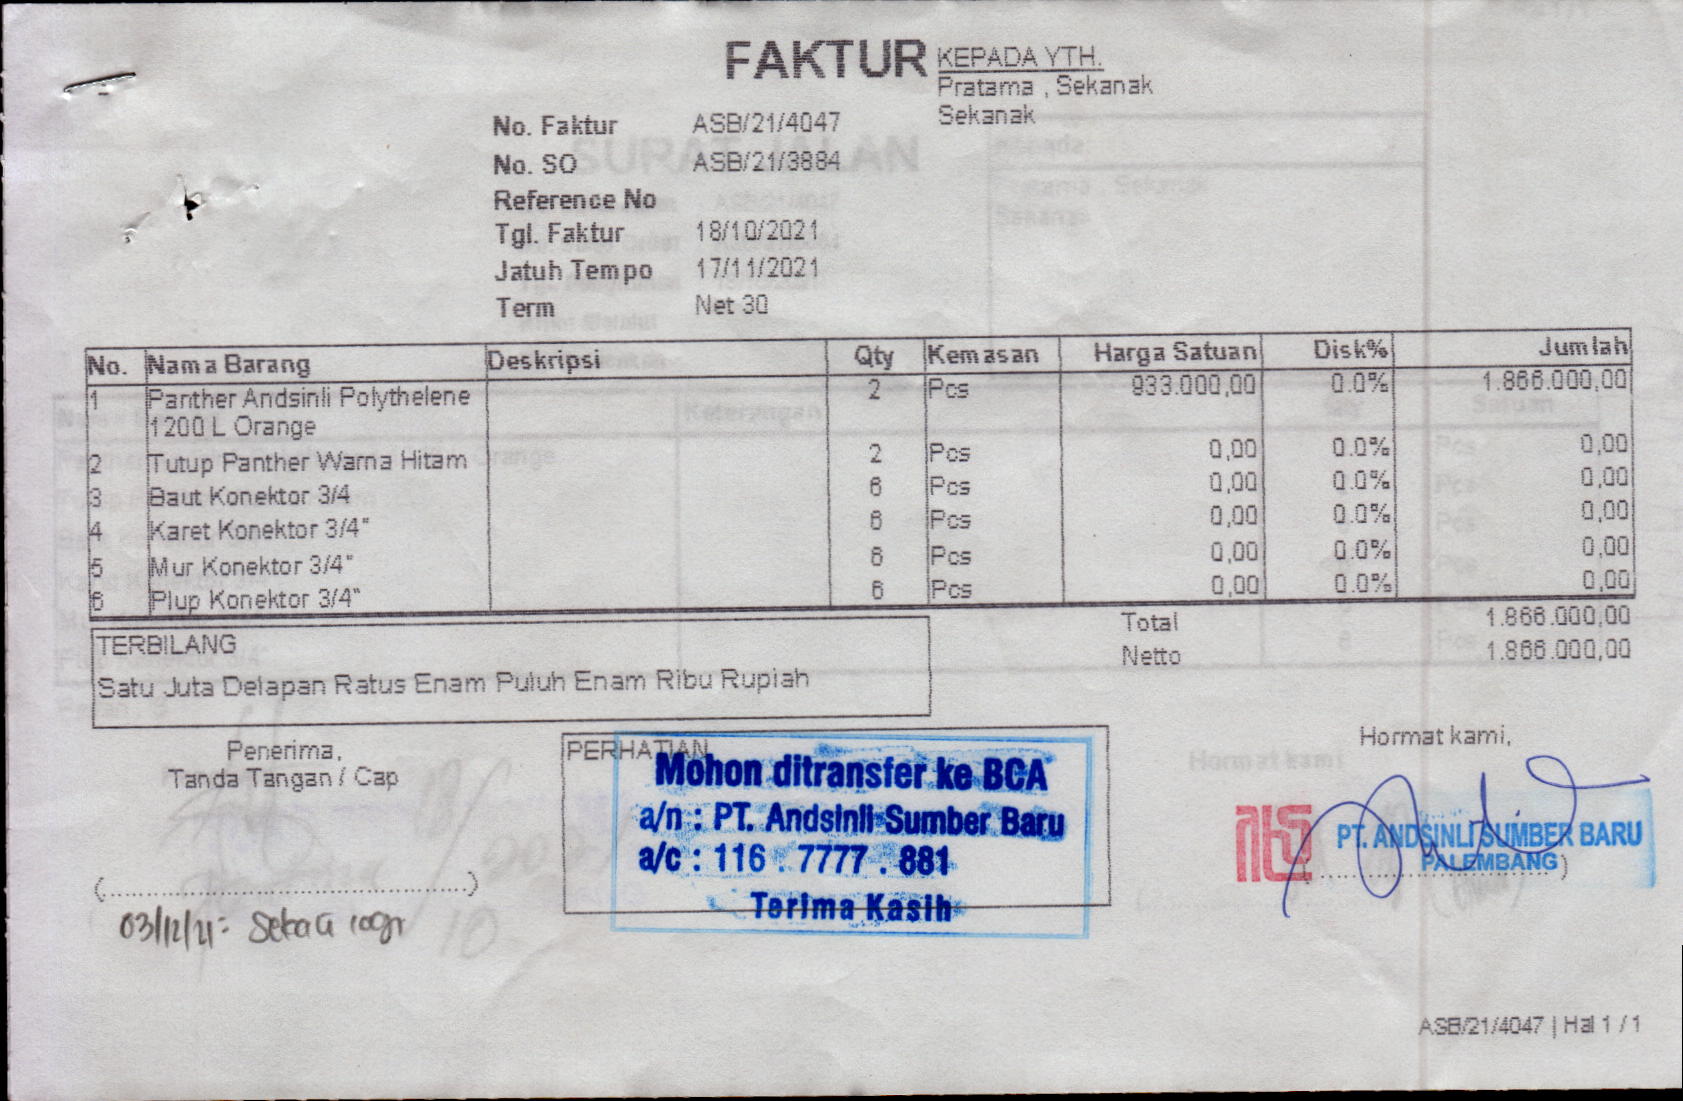 FAKTUR
KEPADA YTH.
Pratama , Sekanak
Sekanak
No. Faktur ASB/21/4047
No. SO ASB/21/3884
Reference No
Tgl. Faktur 18/10/2021
Jatuh Tempo 17/11/2021
Term Net 30
No. Nama Barang Deskripsi Qty Kemasan Harga Satuan Disk% Jumlah
1 Panther Andsinli Polythelene 2 Pcs 933.000,00 0.0% 1.866.000,00
1200 L Orange
2 Tutup Panther Warna Hitam 2 Pcs 0,00 0.0% 0,00
3 Baut Konektor 3/4 6 Pcs 0,00 0.0% 0,00
4 Karet Konektor 3/4" 6 Pcs 0,00 0.0% 0,00
5 Mur Konektor 3/4" 6 Pcs 0,00 0.0% 0,00
6 Plup Konektor 3/4" 6 Pcs 0,00 0.0% 0,00
Total 1.866.000,00
Netto 1.866.000,00
TERBILANG
Satu Juta Delapan Ratus Enam Puluh Enam Ribu Rupiah
Penerima,
Tanda Tangan / Cap
(..........................................................)
03/12/21:
PERHATIAN
Mohon ditransfer ke BCA
a/n : PT. Andsinli Sumber Baru
a/c : 116 . 7777 . 881
Terima Kasih
Hormat kami,
PT. ANDSINLI SUMBER BARU
PALEMBANG
ASB/21/4047 | Hal 1 / 1